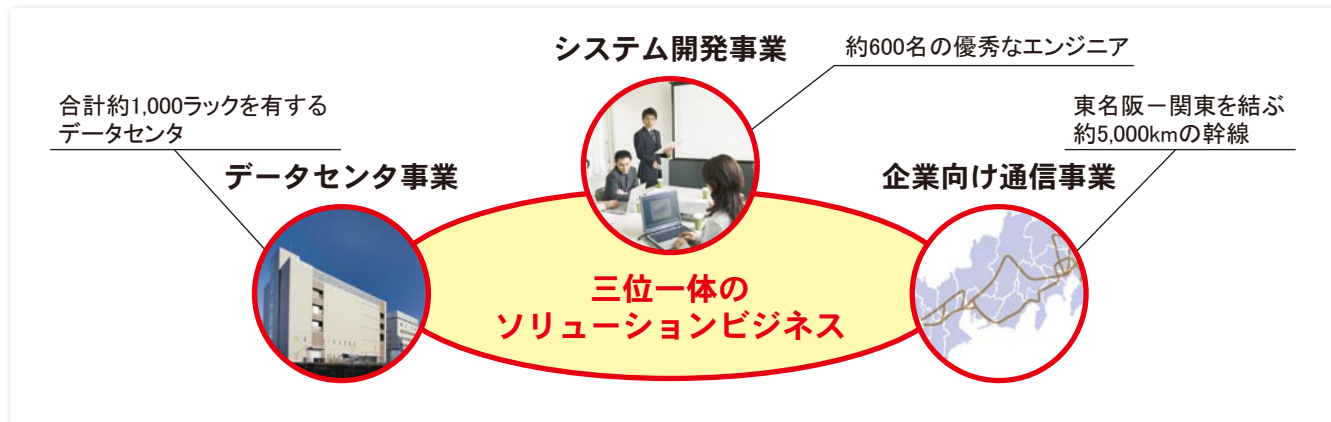 システム開発事業
約600名の優秀なエンジニア
合計約1,000ラックを有する
データセンタ
東名阪－関東を結ぶ
約5,000kmの幹線
データセンタ事業
企業向け通信事業
三位一体の
ソリューションビジネス